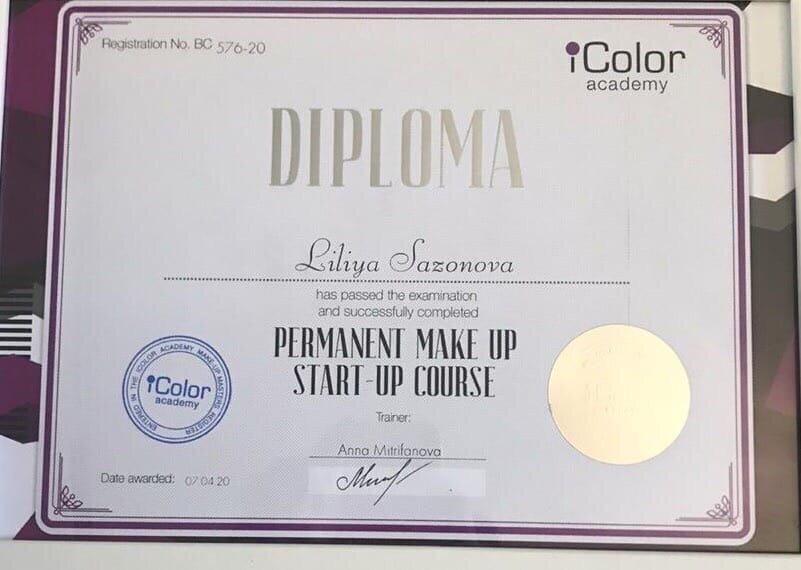 Registration No. BC 576-20
iColor
academy
DIPLOMA
Liliya Sazonova
has passed the examination
and successfully completed
PERMANENT MAKE UP
START-UP COURSE
ENTERED IN THE ICOLOR ACADEMY MAKE-UP MASTERS REGISTER
iColor
academy
Trainer:
Anna Mitrifanova
Date awarded: 07.04.20